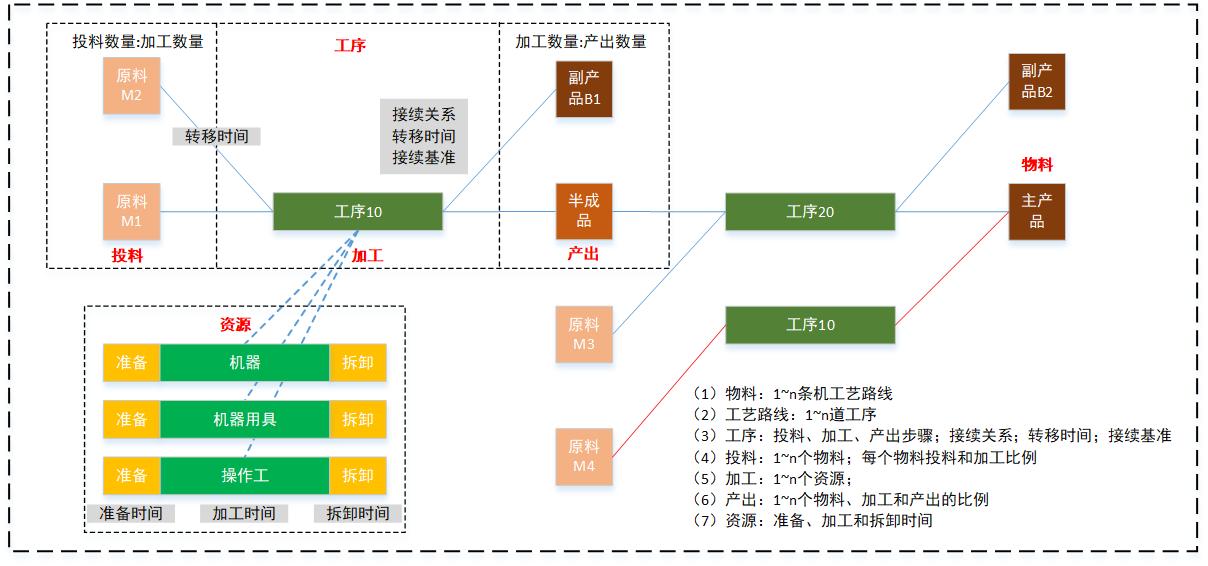 投料数量:加工数量
工序
加工数量:产出数量
原料
M2
副产
品B1
副产
品B2
转移时间
接续关系
转移时间
接续基准
物料
原料
M1
工序10
半成
品
工序20
主产
品
投料
加工
产出
资源
准备
机器
拆卸
准备
机器用具
拆卸
准备
操作工
拆卸
准备时间
加工时间
拆卸时间
原料
M3
工序10
原料
M4
（1）物料：1~n条机工艺路线
（2）工艺路线：1~n道工序
（3）工序：投料、加工、产出步骤；接续关系；转移时间；接续基准
（4）投料：1~n个物料；每个物料投料和加工比例
（5）加工：1~n个资源；
（6）产出：1~n个物料、加工和产出的比例
（7）资源：准备、加工和拆卸时间